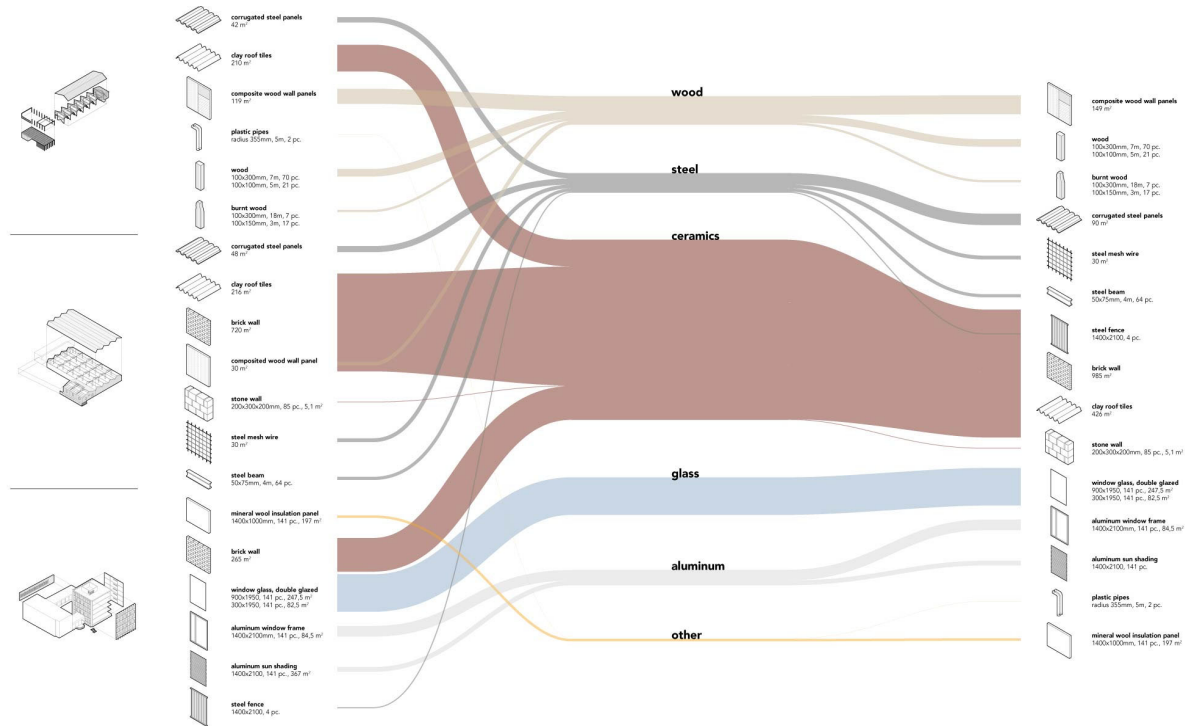 corrugated steel panels
42 m²
clay roof tiles
210 m²
composite wood wall panels
119 m²
plastic pipes
radius 355mm, 5m, 2 pc.
wood
100x300mm, 7m, 70 pc.
100x100mm, 5m, 21 pc.
burnt wood
100x300mm, 18m, 7 pc.
100x150mm, 3m, 17 pc.
corrugated steel panels
48 m²
clay roof tiles
216 m²
brick wall
720 m²
composited wood wall panel
30 m²
stone wall
200x300x200mm, 85 pc., 5,1 m²
steel mesh wire
30 m²
steel beam
50x75mm, 4m, 64 pc.
mineral wool insulation panel
1400x1000mm, 141 pc., 197 m²
brick wall
265 m²
window glass, double glazed
900x1950, 141 pc., 247,5 m²
300x1950, 141 pc., 82,5 m²
aluminum window frame
1400x2100mm, 141 pc., 84,5 m²
aluminum sun shading
1400x2100, 141 pc., 367 m²
steel fence
1400x2100, 4 pc.
wood
steel
ceramics
glass
aluminum
other
composite wood wall panels
149 m²
wood
100x300mm, 7m, 70 pc.
100x100mm, 5m, 21 pc.
burnt wood
100x300mm, 18m, 7 pc.
100x150mm, 3m, 17 pc.
corrugated steel panels
90 m²
steel mesh wire
30 m²
steel beam
50x75mm, 4m, 64 pc.
steel fence
1400x2100, 4 pc.
brick wall
985 m²
clay roof tiles
426 m²
stone wall
200x300x200mm, 85 pc., 5,1 m²
window glass, double glazed
900x1950, 141 pc., 247,5 m²
300x1950, 141 pc., 82,5 m²
aluminum window frame
1400x2100mm, 141 pc., 84,5 m²
aluminum sun shading
1400x2100, 141 pc.
plastic pipes
radius 355mm, 5m, 2 pc.
mineral wool insulation panel
1400x1000mm, 141 pc., 197 m²